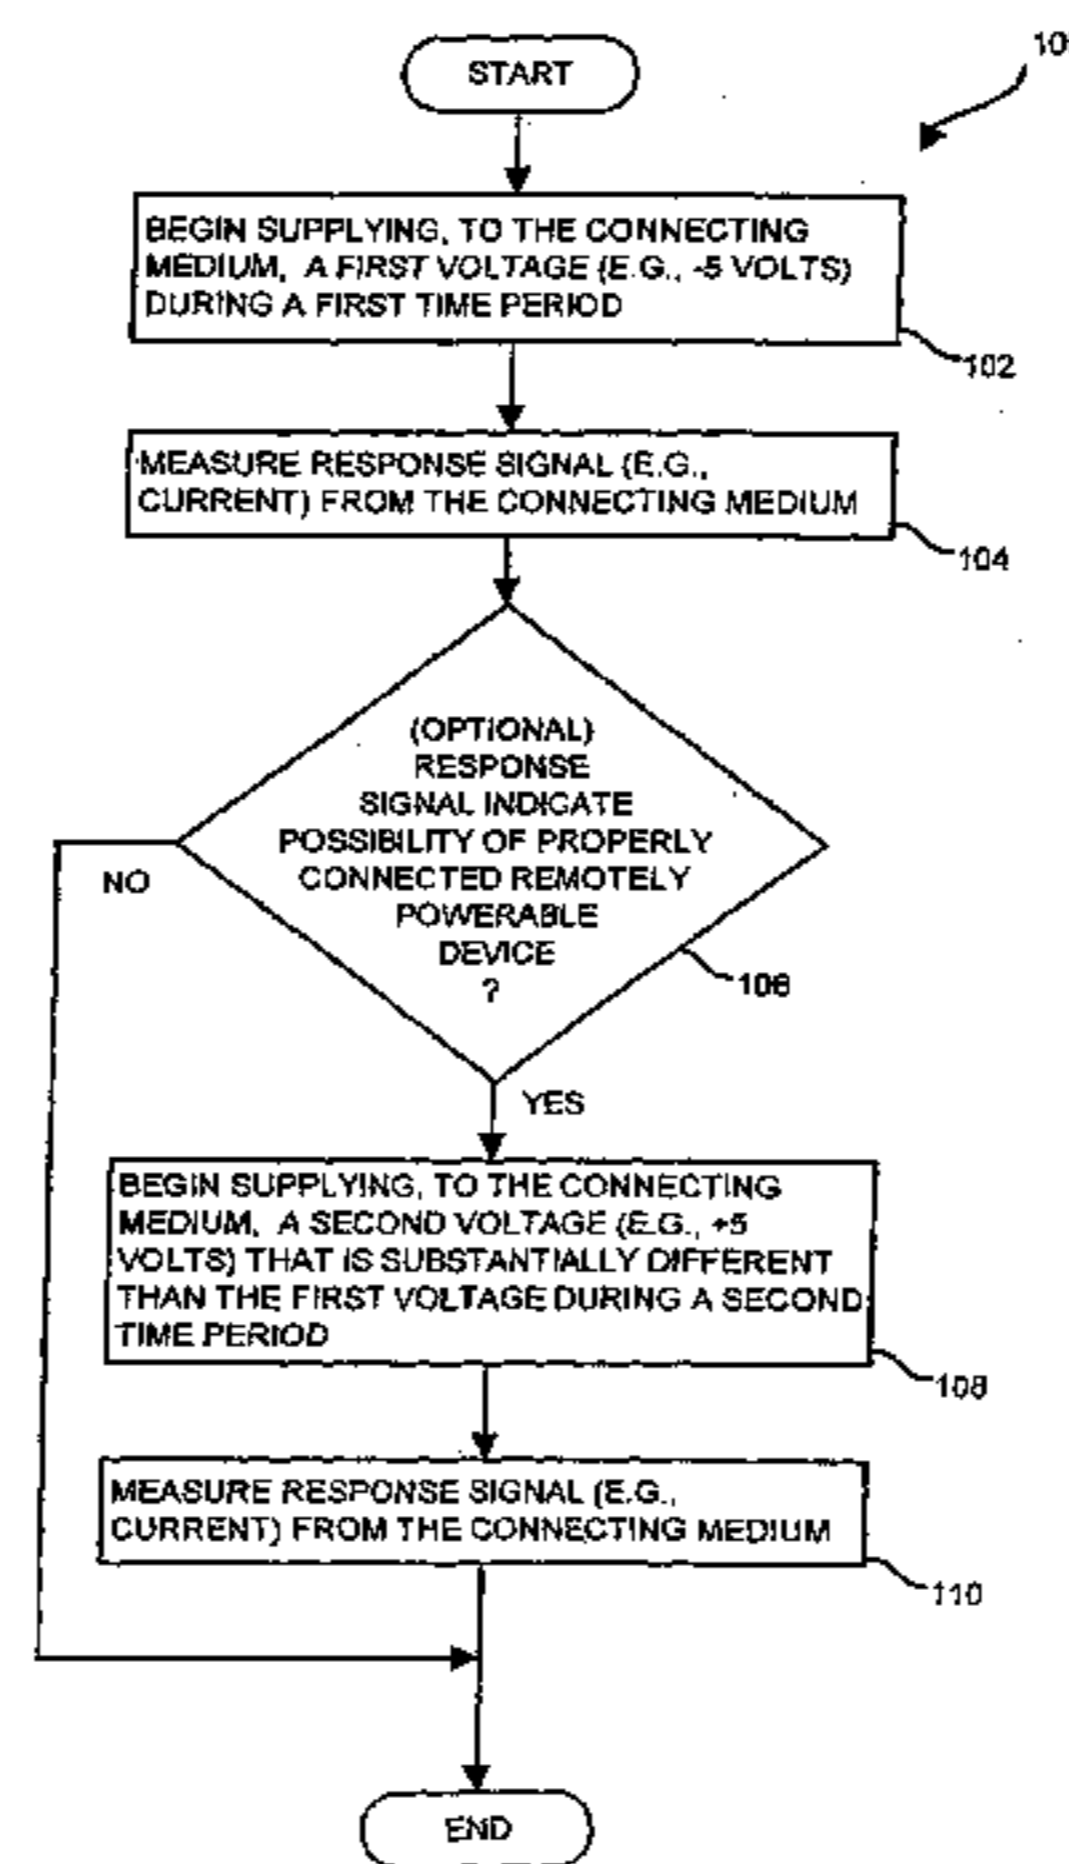 START
BEGIN SUPPLYING, TO THE CONNECTING
MEDIUM, A FIRST VOLTAGE (E.G., -5 VOLTS)
DURING A FIRST TIME PERIOD
102
MEASURE RESPONSE SIGNAL (E.G.,
CURRENT) FROM THE CONNECTING MEDIUM
104
(OPTIONAL)
RESPONSE
SIGNAL INDICATE
POSSIBILITY OF PROPERLY
CONNECTED REMOTELY
POWERABLE
DEVICE
?
NO
106
YES
BEGIN SUPPLYING, TO THE CONNECTING
MEDIUM, A SECOND VOLTAGE (E.G., +5
VOLTS) THAT IS SUBSTANTIALLY DIFFERENT
THAN THE FIRST VOLTAGE DURING A SECOND
TIME PERIOD
108
MEASURE RESPONSE SIGNAL (E.G.,
CURRENT) FROM THE CONNECTING MEDIUM
110
END